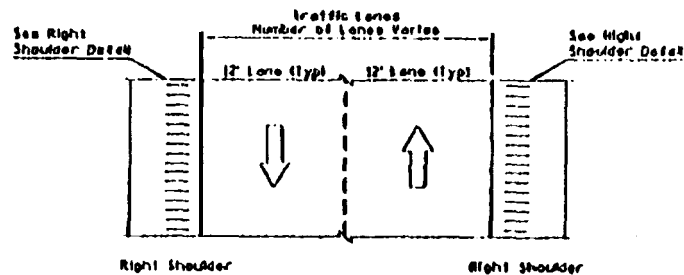 Traffic Lanes
Number of Lanes Varies
See Right
Shoulder Detail
See Right
Shoulder Detail
12' Lane (Typ)
12' Lane (Typ)
Right Shoulder
Right Shoulder